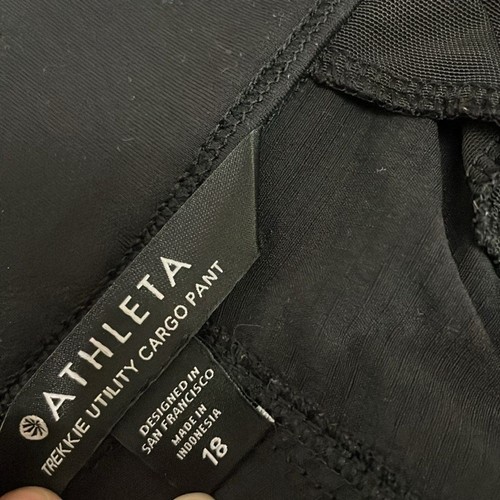 ATHLETA
TREKKIE UTILITY CARGO PANT
DESIGNED IN
SAN FRANCISCO
MADE IN
INDONESIA
18